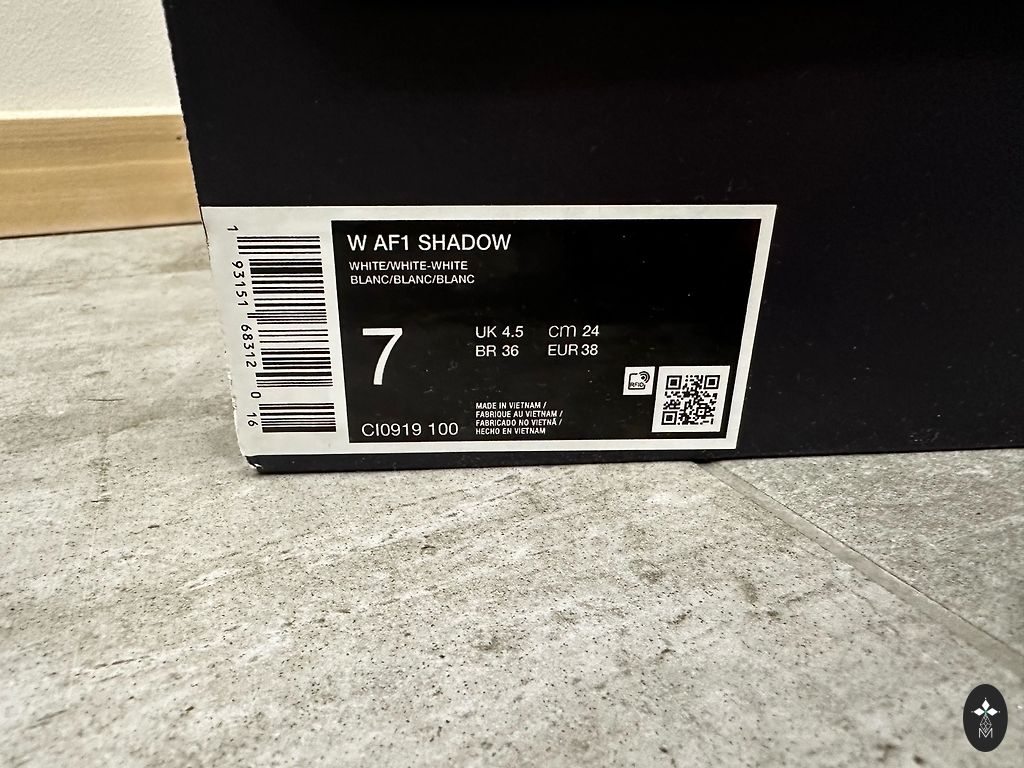 W AF1 SHADOW
WHITE/WHITE-WHITE
BLANC/BLANC/BLANC
7
UK 4.5 cm 24
BR 36 EUR 38
RFID
CI0919 100
MADE IN VIETNAM /
FABRIQUE AU VIETNAM /
FABRICADO NO VIETNÃ /
HECHO EN VIETNAM
1 93151 68312 0 16
M